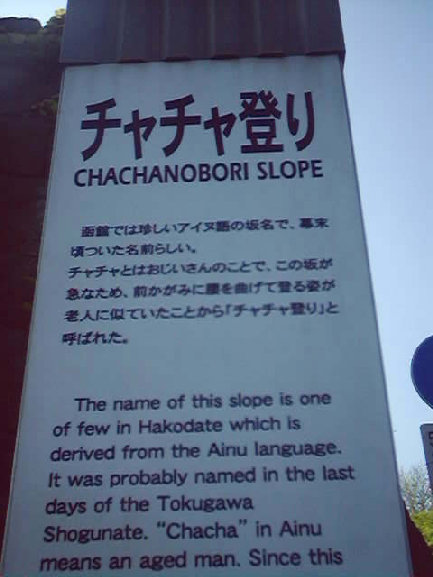 チャチャ登り
CHACHANOBORI SLOPE
函館では珍しいアイヌ語の坂名で、幕末
頃ついた名前らしい。
チャチャとはおじいさんのことで、この坂が
急なため、前かがみに腰を曲げて登る姿が
老人に似ていたことから「チャチャ登り」と
呼ばれた。
The name of this slope is one
of few in Hakodate which is
derived from the Ainu language.
It was probably named in the last
days of the Tokugawa
Shogunate. “Chacha” in Ainu
means an aged man. Since this